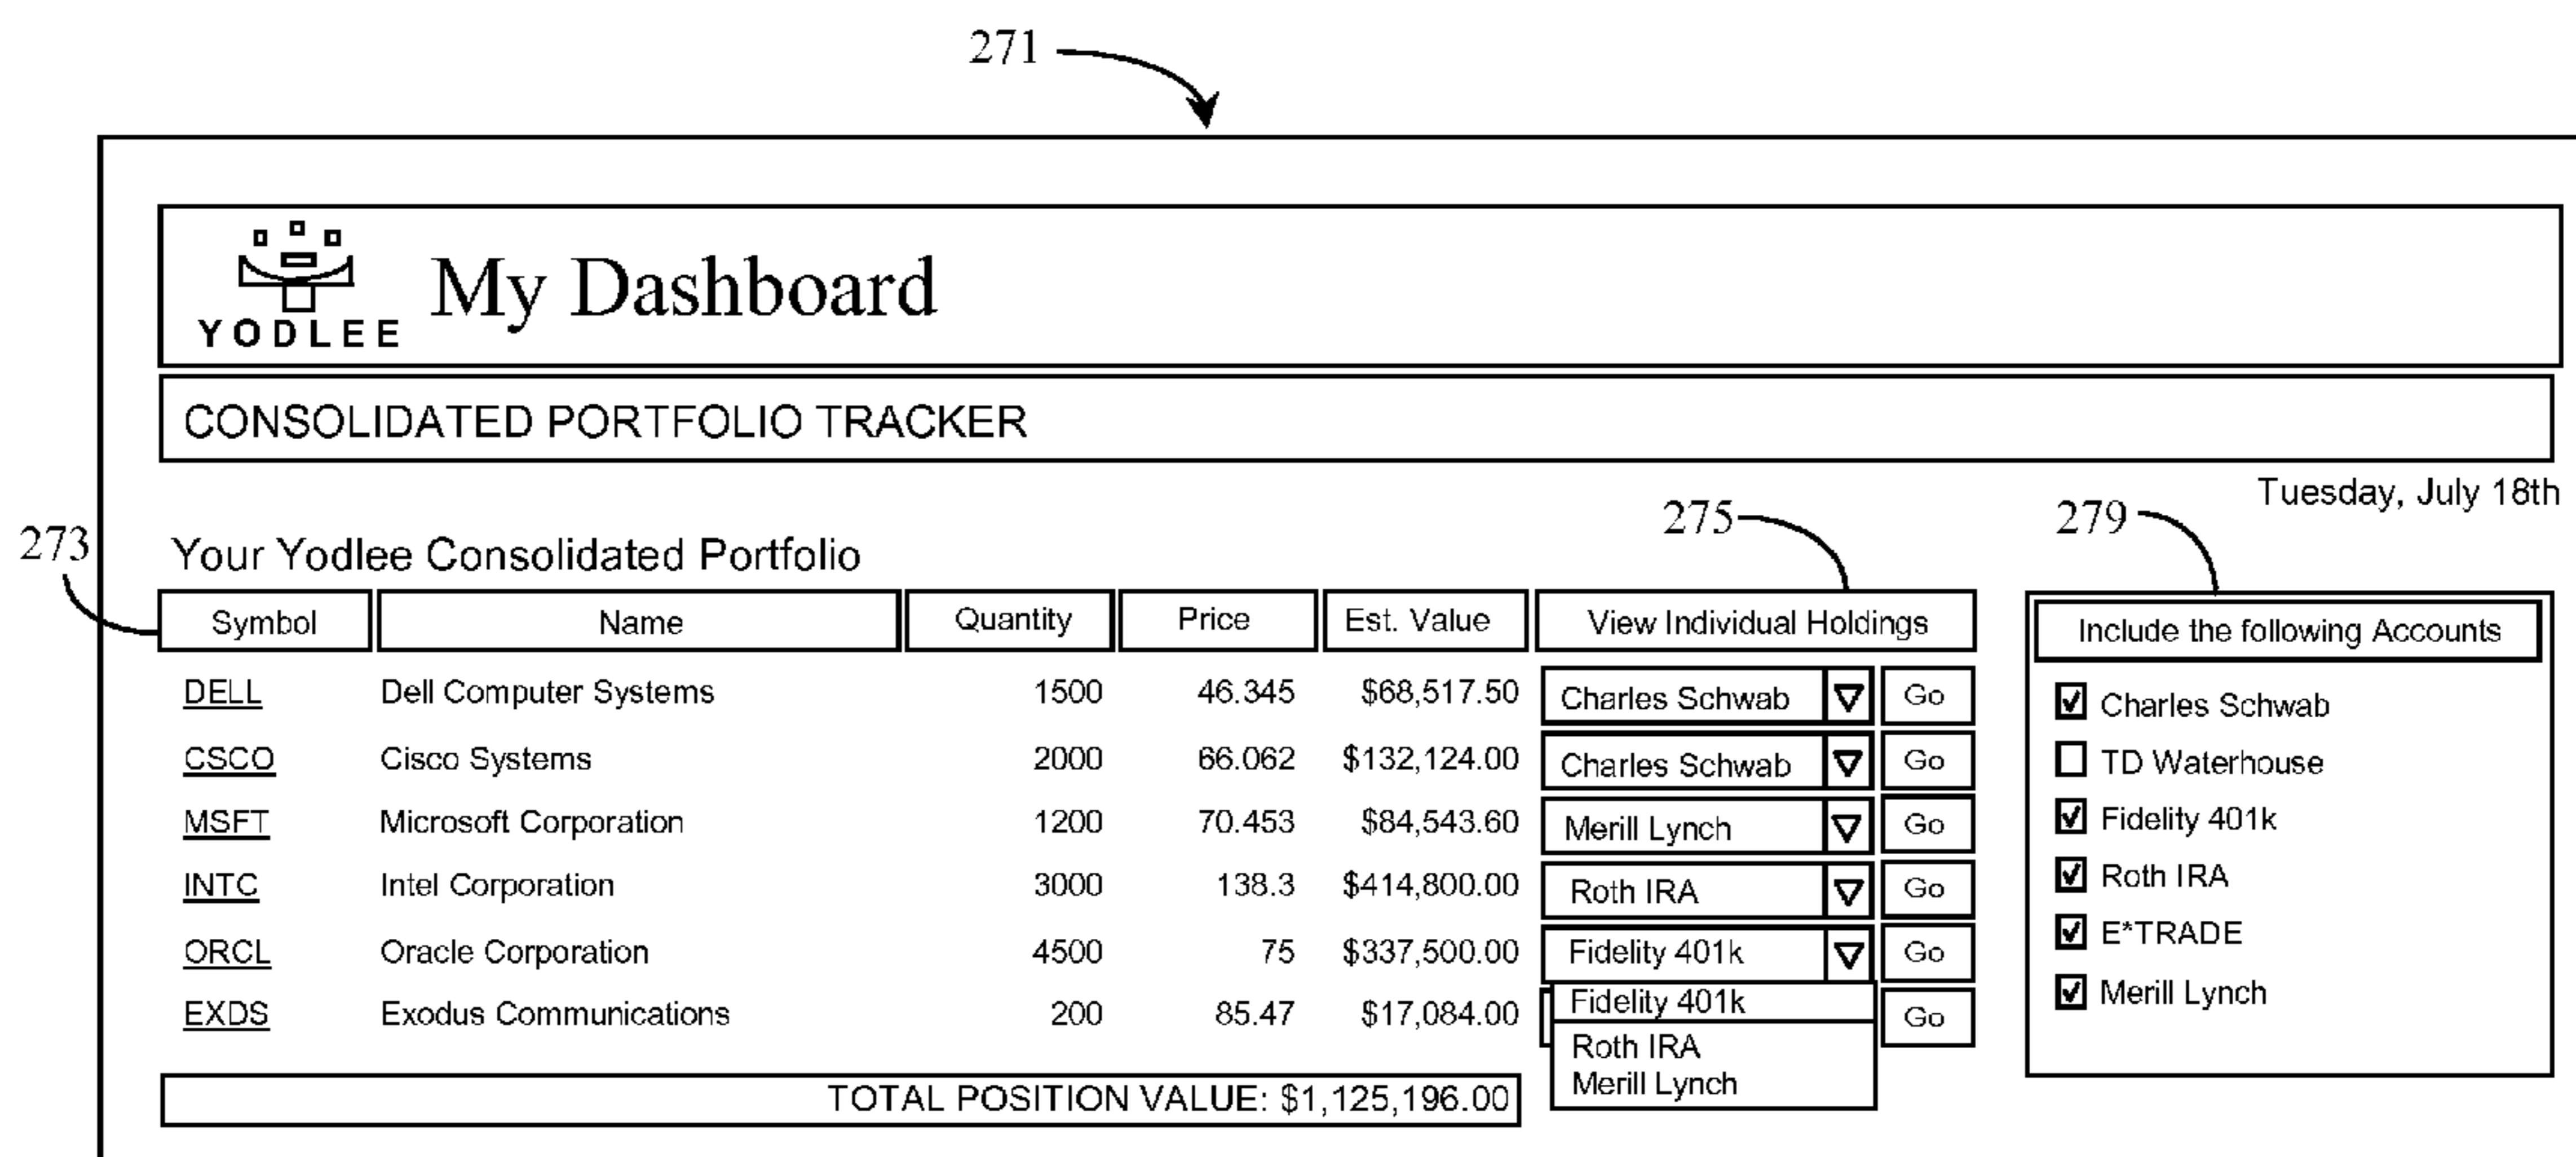 271
YODLEE
My Dashboard
CONSOLIDATED PORTFOLIO TRACKER
Tuesday, July 18th
273
275
279
Your Yodlee Consolidated Portfolio
Symbol Name Quantity Price Est. Value View Individual Holdings
DELL Dell Computer Systems 1500 46.345 $68,517.50 Charles Schwab Go
CSCO Cisco Systems 2000 66.062 $132,124.00 Charles Schwab Go
MSFT Microsoft Corporation 1200 70.453 $84,543.60 Merill Lynch Go
INTC Intel Corporation 3000 138.3 $414,800.00 Roth IRA Go
ORCL Oracle Corporation 4500 75 $337,500.00 Fidelity 401k Go
EXDS Exodus Communications 200 85.47 $17,084.00 Go
Fidelity 401k
Roth IRA
Merill Lynch
TOTAL POSITION VALUE: $1,125,196.00
Include the following Accounts
Charles Schwab
TD Waterhouse
Fidelity 401k
Roth IRA
E*TRADE
Merill Lynch